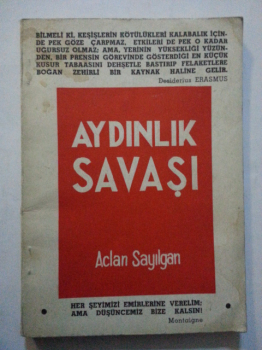 BİLMELİ Kİ, KEŞİŞLERİN KÖTÜLÜKLERİ KALABALIK İÇİN-
DE PEK GÖZE ÇARPMAZ, ETKİLERİ DE PEK O KADAR
UĞURSUZ OLMAZ; AMA, YERİNİN YÜKSEKLİĞİ YÜZÜN-
DEN, BİR PRENSİN GÖREVİNDE GÖSTERDİĞİ EN KÜÇÜK
KUSUR TABAASINI DEHŞETLE BASTIRIP FELAKETLERE
BOĞAN ZEHİRLİ BİR KAYNAK HALİNE GELİR.
Desiderius ERASMUS
AYDINLIK
SAVAŞI
Aclan Sayılgan
HER ŞEYİMİZİ EMİRLERİNE VERELİM:
AMA DÜŞÜNCEMİZ BİZE KALSIN!
Montaigne